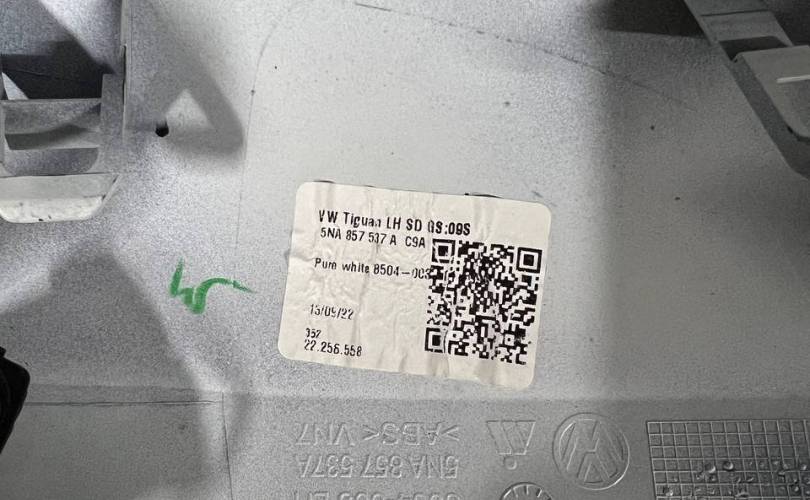 VW Tiguan LH SD GS:09S
5NA 857 537 A C9A
Pure white 8504-003
13/09/22
352
22.256.558
>ABS< VN7
5NA 857 537A